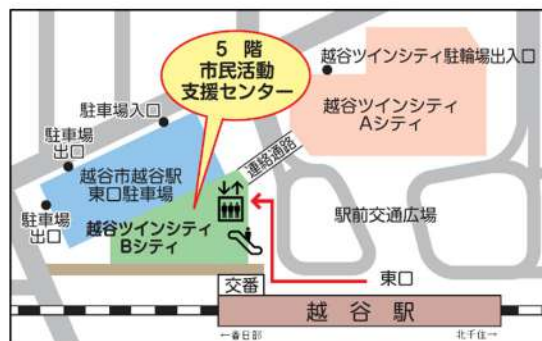 5 階
市民活動
支援センター
越谷ツインシティ駐輪場出入口
越谷ツインシティ
Aシティ
駐車場入口
駐車場
出口
越谷市越谷駅
東口駐車場
連絡通路
駐車場
出口
越谷ツインシティ
Bシティ
駅前交通広場
東口
交番
越谷駅
←春日部
北千住→